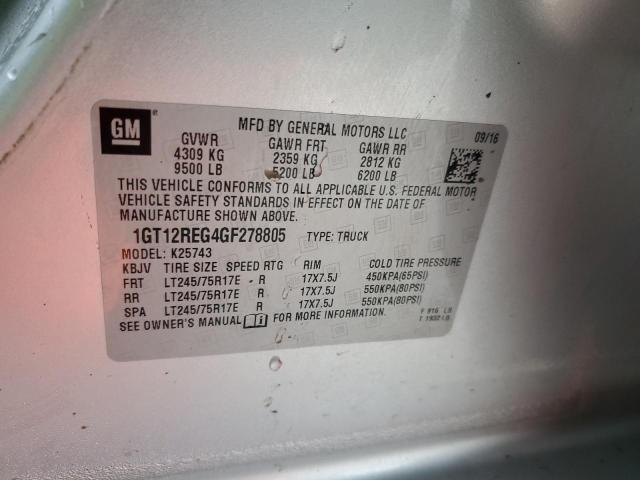 GM
MFD BY GENERAL MOTORS LLC 09/16
GVWR GAWR FRT GAWR RR
4309 KG 2359 KG 2812 KG
9500 LB 5200 LB 6200 LB
THIS VEHICLE CONFORMS TO ALL APPLICABLE U.S. FEDERAL MOTOR
VEHICLE SAFETY STANDARDS IN EFFECT ON THE DATE OF
MANUFACTURE SHOWN ABOVE.
1GT12REG4GF278805 TYPE: TRUCK
MODEL: K25743
KBJV TIRE SIZE SPEED RTG RIM COLD TIRE PRESSURE
FRT LT245/75R17E R 17X7.5J 450KPA(65PSI)
RR LT245/75R17E R 17X7.5J 550KPA(80PSI)
SPA LT245/75R17E R 17X7.5J 550KPA(80PSI)
SEE OWNER'S MANUAL FOR MORE INFORMATION. F 916 LB
T 1932 LB